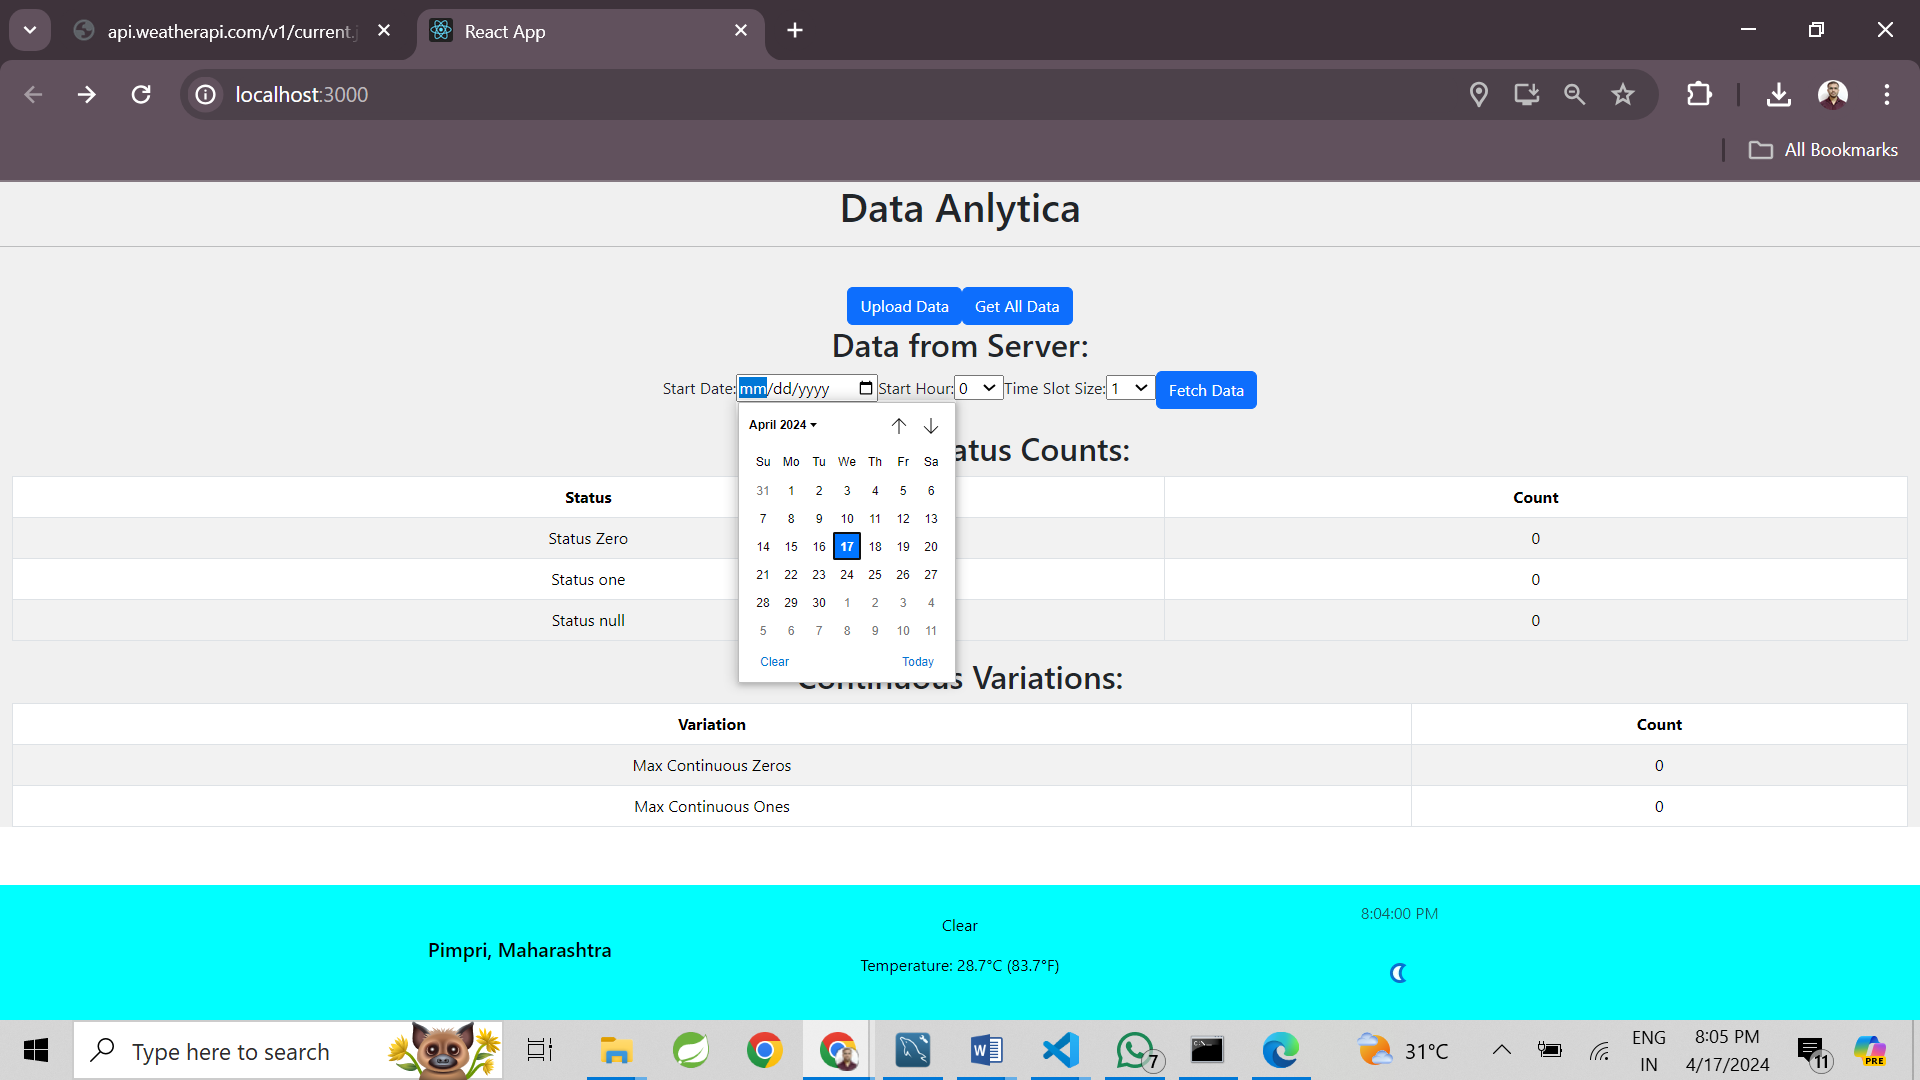 api.weatherapi.com/v1/current.j
React App
localhost:3000
All Bookmarks
Data Anlytica
Upload Data Get All Data
Data from Server:
Start Date: mm/dd/yyyy Start Hour: 0 Time Slot Size: 1 Fetch Data
April 2024
Su Mo Tu We Th Fr Sa
31 1 2 3 4 5 6
7 8 9 10 11 12 13
14 15 16 17 18 19 20
21 22 23 24 25 26 27
28 29 30 1 2 3 4
5 6 7 8 9 10 11
Clear Today
atus Counts:
Status Count
Status Zero 0
Status one 0
Status null 0
Continuous Variations:
Variation Count
Max Continuous Zeros 0
Max Continuous Ones 0
Pimpri, Maharashtra
Clear
Temperature: 28.7°C (83.7°F)
8:04:00 PM
Type here to search
7
31°C
ENG
IN
8:05 PM
4/17/2024
11
PRE